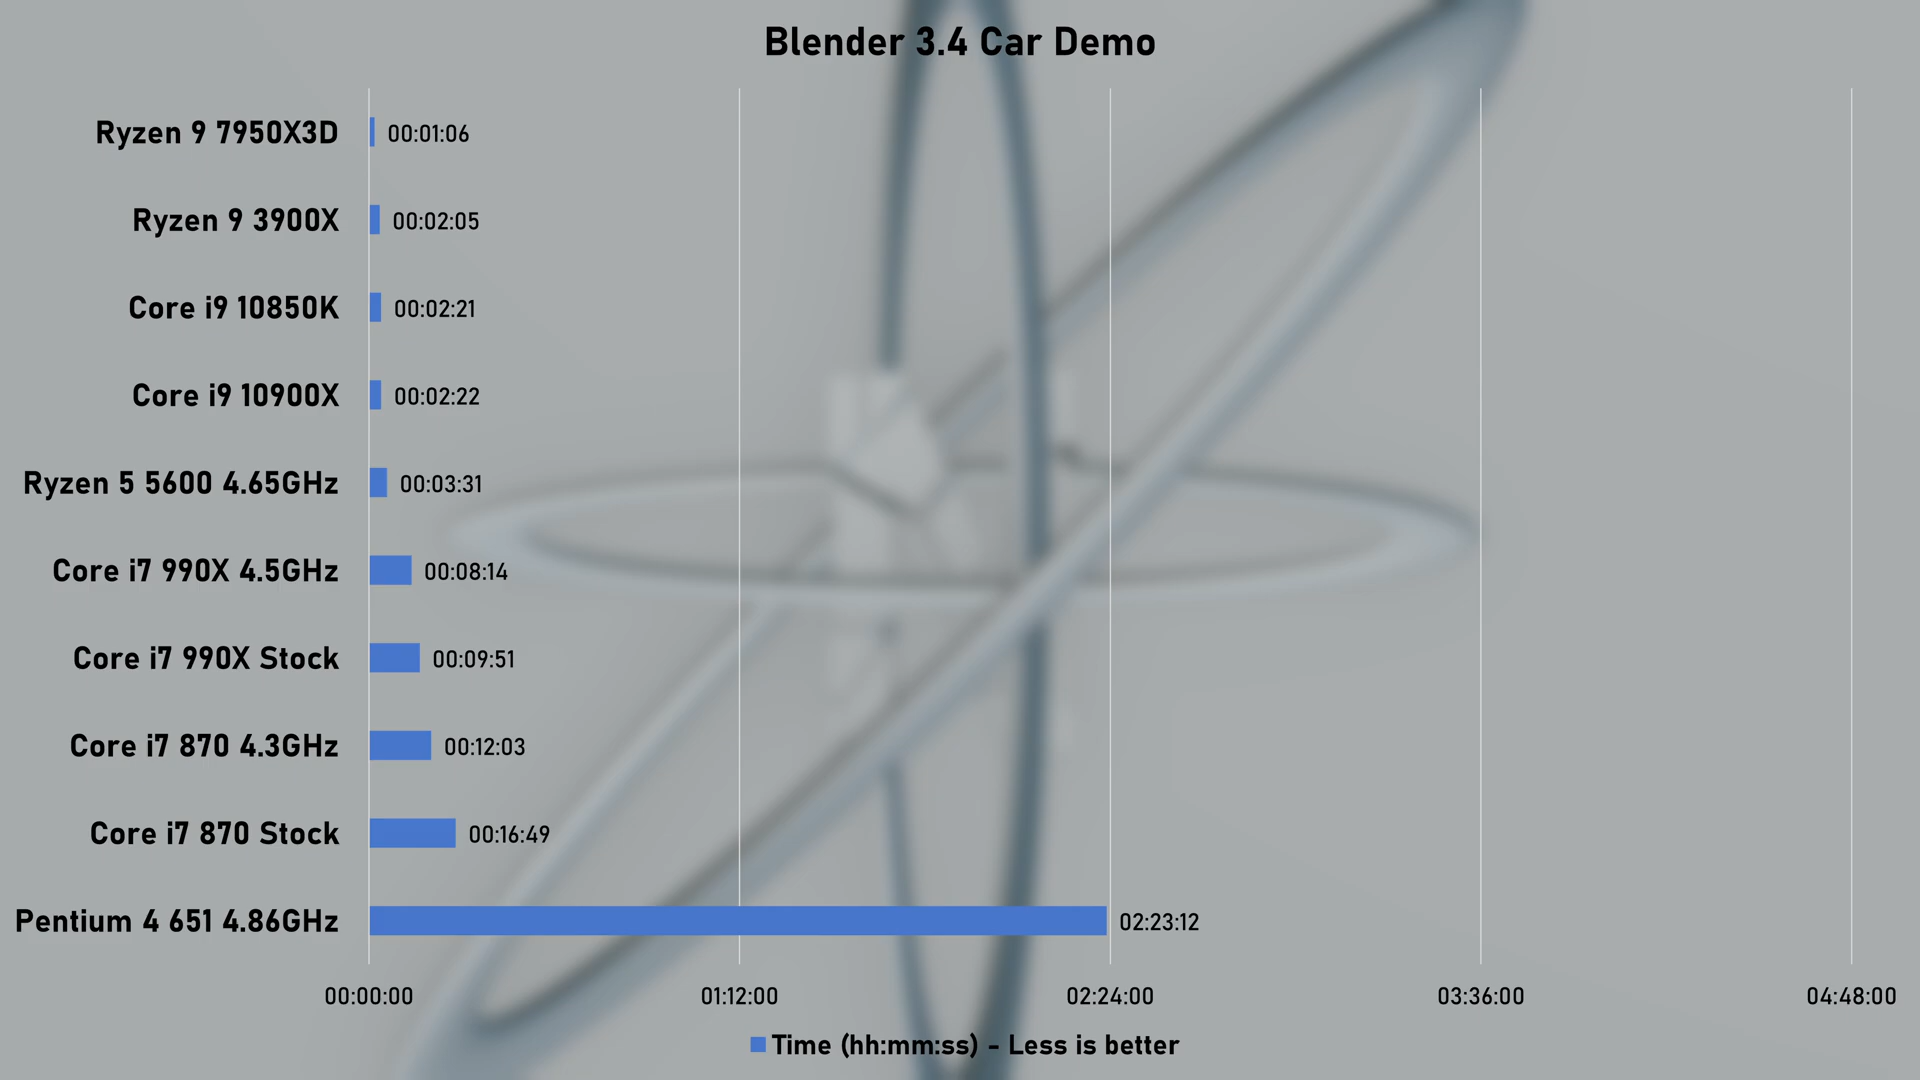 Blender 3.4 Car Demo
Ryzen 9 7950X3D 00:01:06
Ryzen 9 3900X 00:02:05
Core i9 10850K 00:02:21
Core i9 10900X 00:02:22
Ryzen 5 5600 4.65GHz 00:03:31
Core i7 990X 4.5GHz 00:08:14
Core i7 990X Stock 00:09:51
Core i7 870 4.3GHz 00:12:03
Core i7 870 Stock 00:16:49
Pentium 4 651 4.86GHz 02:23:12
00:00:00 01:12:00 02:24:00 03:36:00 04:48:00
Time (hh:mm:ss) - Less is better